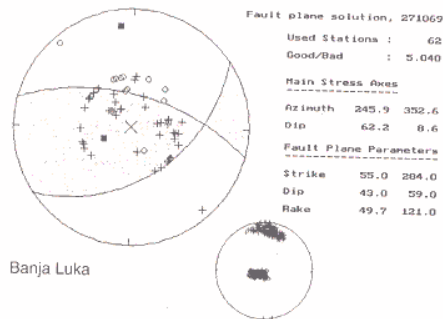 Fault plane solution, 271069
Used Stations : 62
Good/Bad : 5.040
Main Stress Axes
Azimuth 245.9 352.6
Dip 62.2 8.6
Fault Plane Parameters
Strike 55.0 284.0
Dip 43.0 59.0
Rake 49.7 121.0
Banja Luka